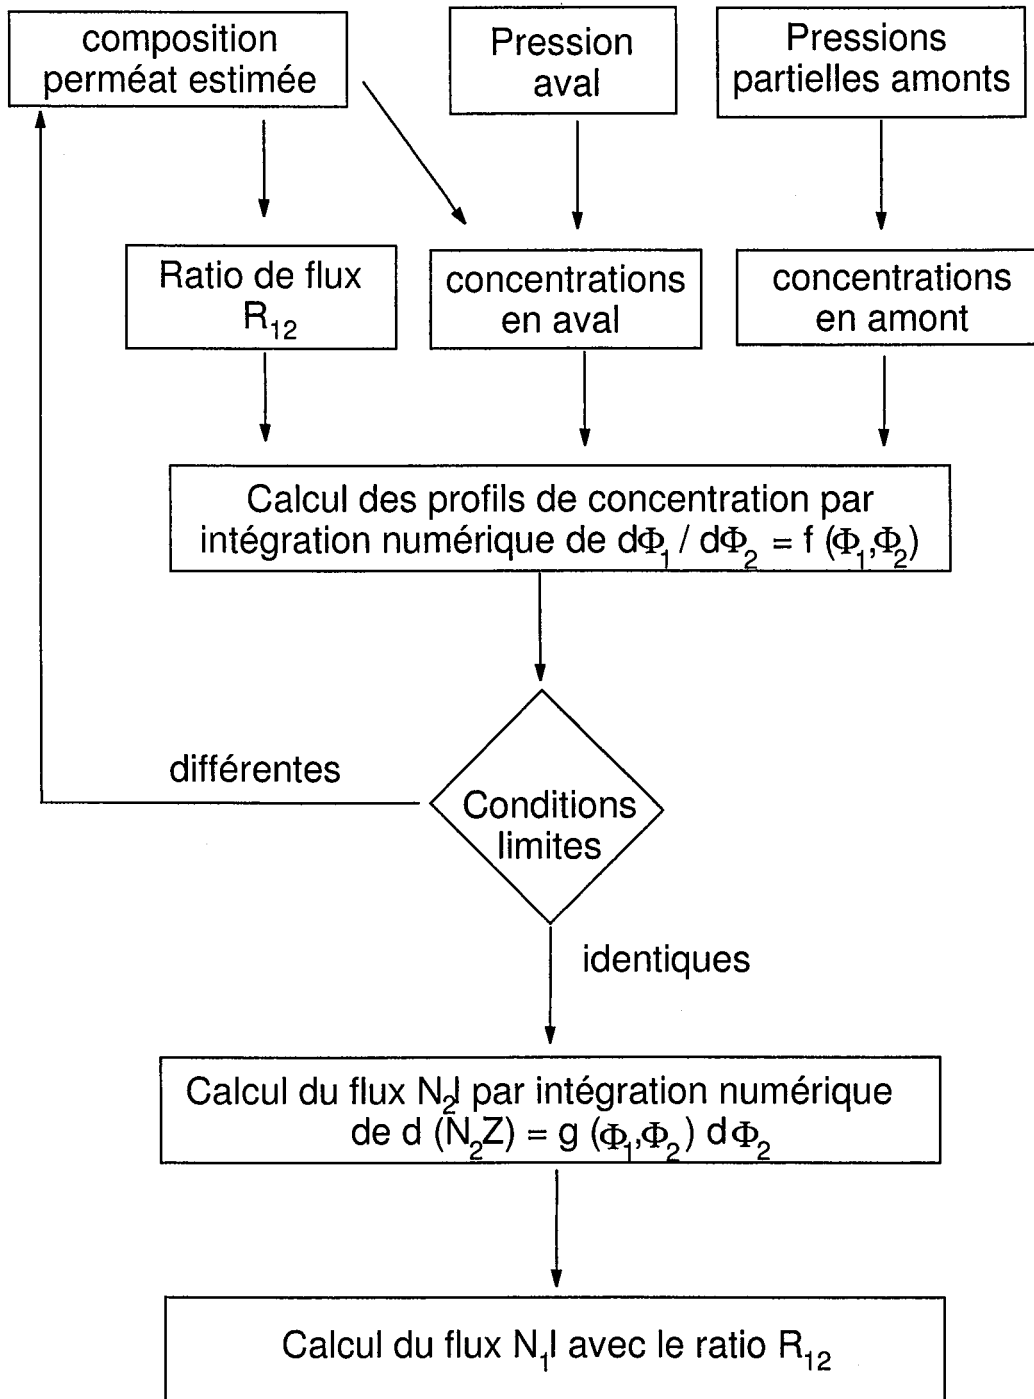 composition
perméat estimée
Pression
aval
Pressions
partielles amonts
Ratio de flux
R₁₂
concentrations
en aval
concentrations
en amont
Calcul des profils de concentration par
intégration numérique de dΦ₁ / dΦ₂ = f (Φ₁,Φ₂)
différentes
Conditions
limites
identiques
Calcul du flux N₂l par intégration numérique
de d (N₂Z) = g (Φ₁,Φ₂) dΦ₂
Calcul du flux N₁l avec le ratio R₁₂